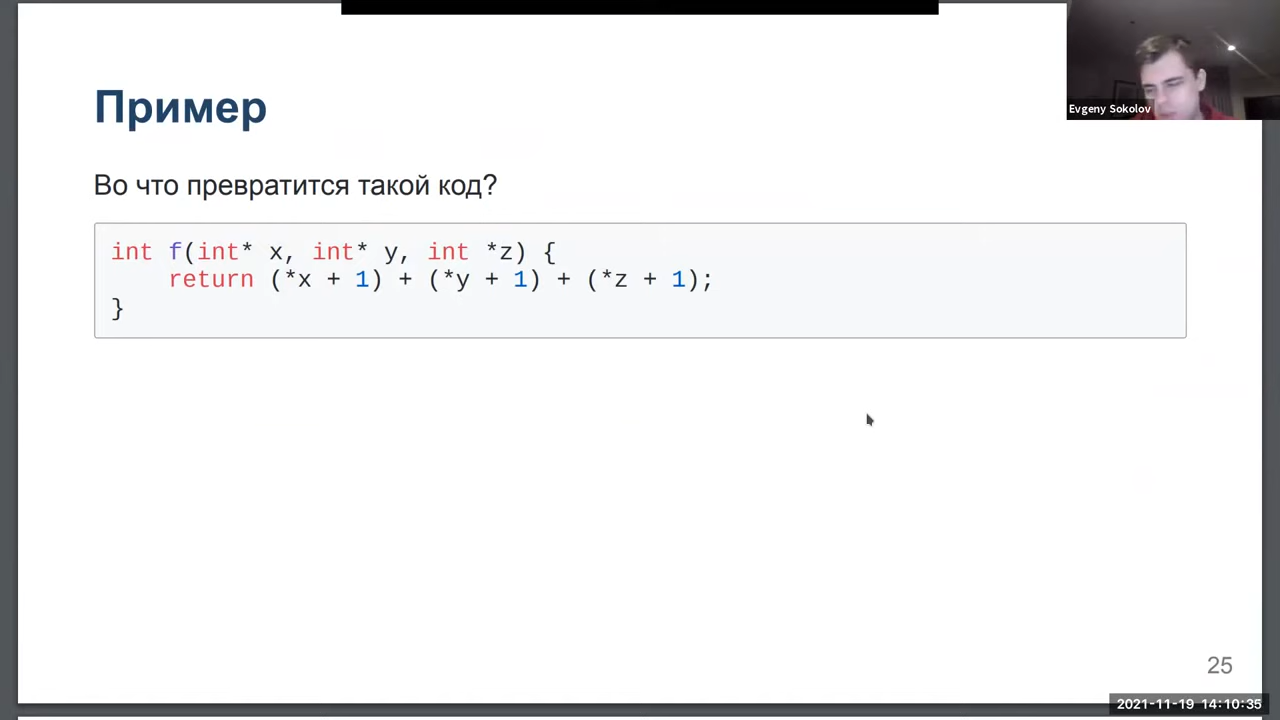 Пример
Evgeny Sokolov
Во что превратится такой код?
int f(int* x, int* y, int *z) {
    return (*x + 1) + (*y + 1) + (*z + 1);
}
25
2021-11-19 14:10:35